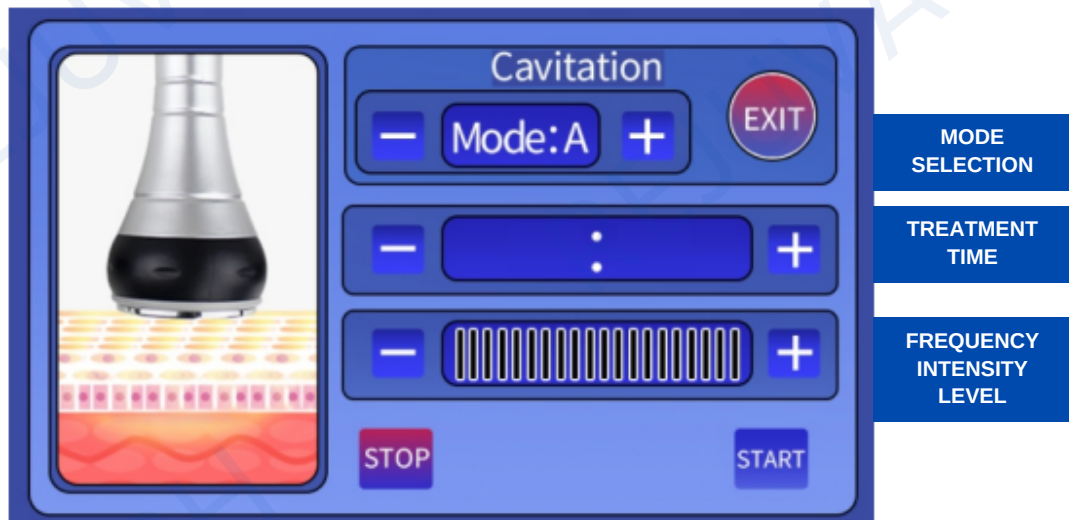 Cavitation
− Mode:A +
EXIT
MODE
SELECTION
− : +
TREATMENT
TIME
− +
FREQUENCY
INTENSITY
LEVEL
STOP
START